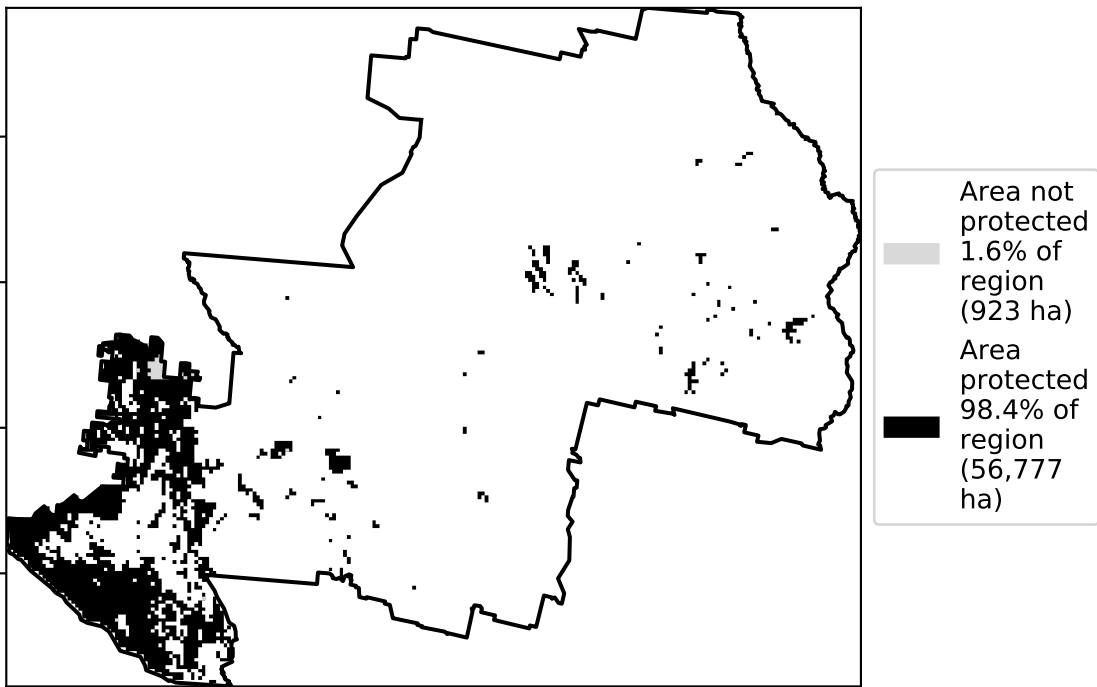 Area not
protected
1.6% of
region
(923 ha)
Area
protected
98.4% of
region
(56,777
ha)